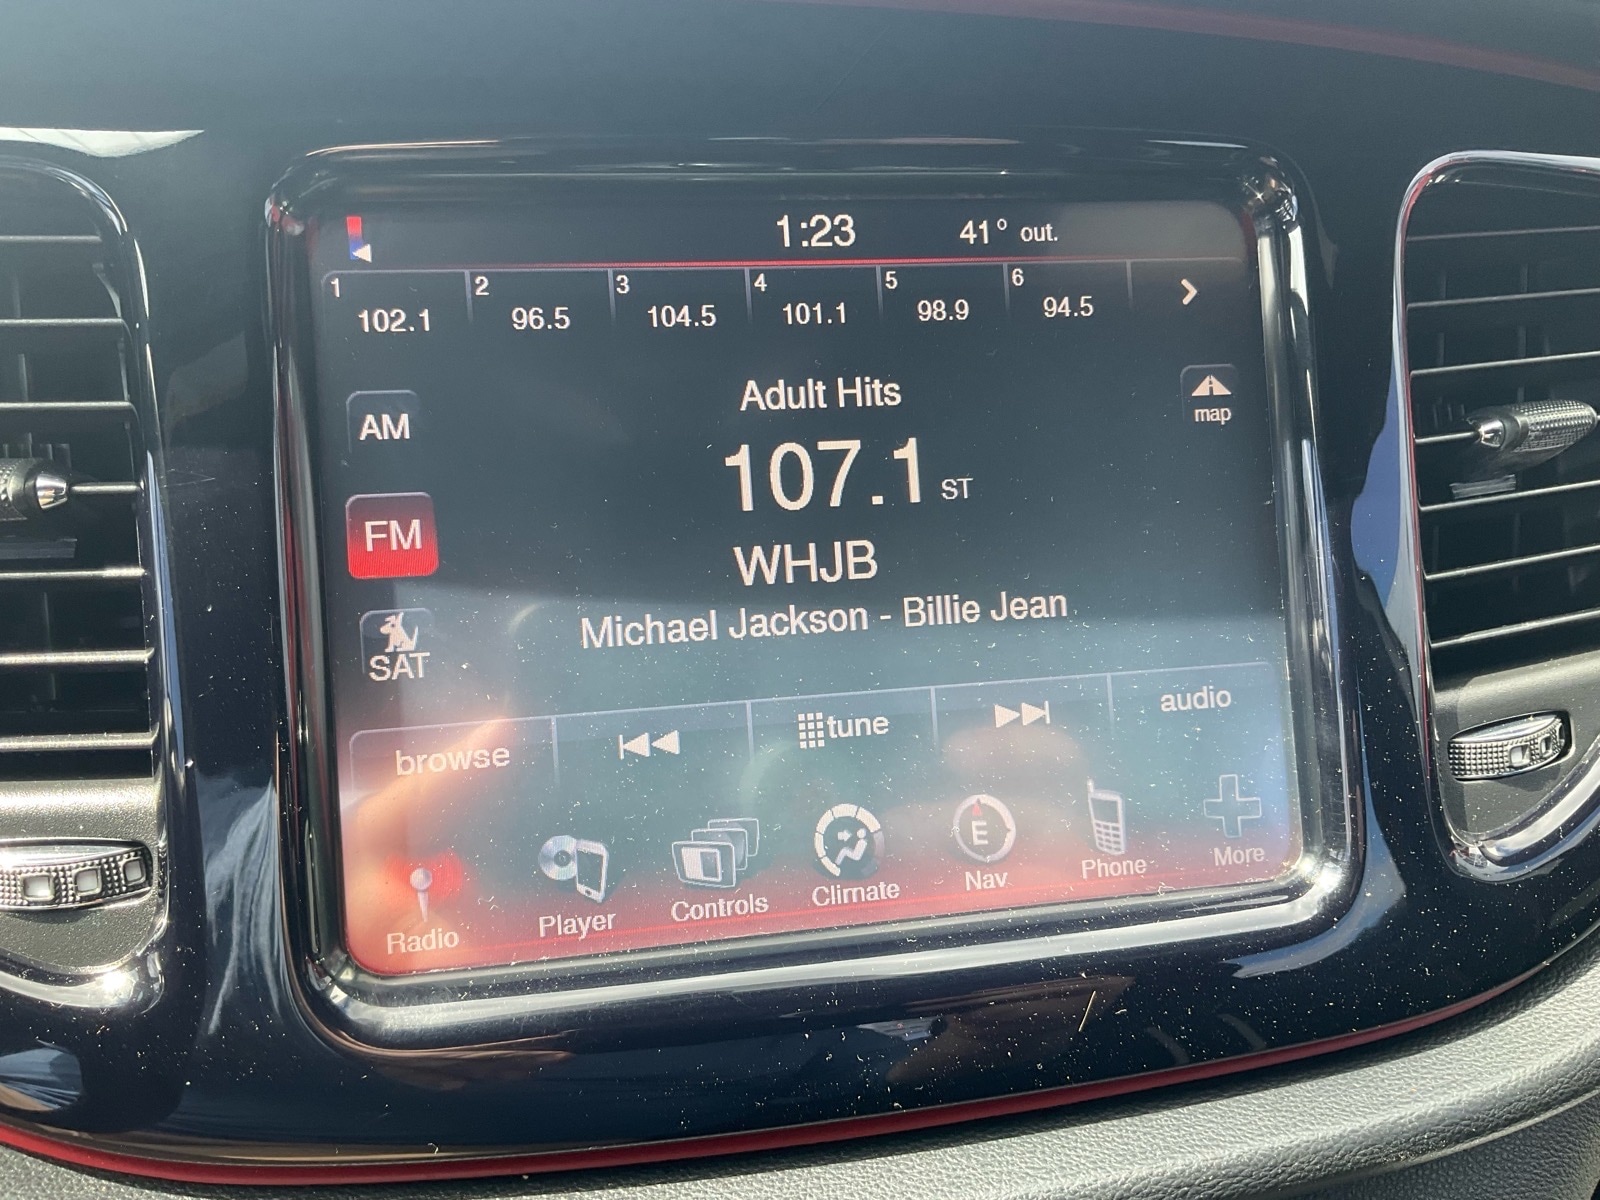 1:23 41° out.
1 2 3 4 5 6
102.1 96.5 104.5 101.1 98.9 94.5
Adult Hits
map
AM
107.1 ST
FM
WHJB
Michael Jackson - Billie Jean
SAT
browse tune audio
E
Radio Player Controls Climate Nav Phone More